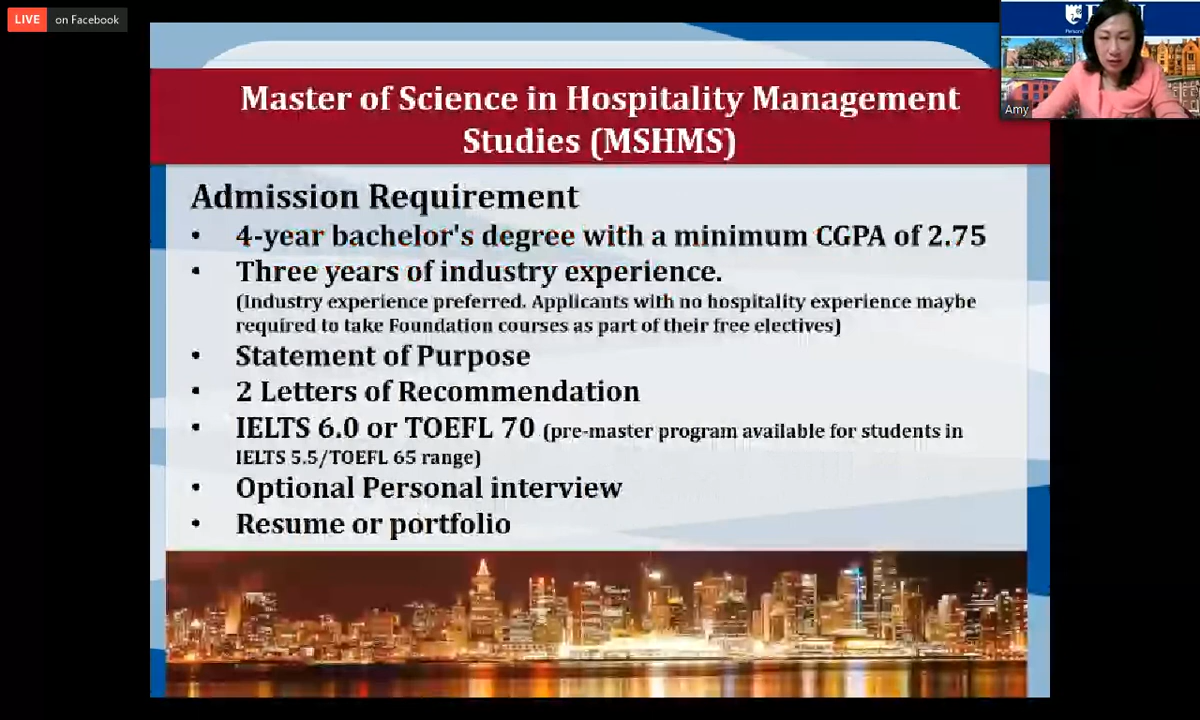 LIVE on Facebook
Master of Science in Hospitality Management
Studies (MSHMS)
Admission Requirement
• 4-year bachelor's degree with a minimum CGPA of 2.75
• Three years of industry experience.
(Industry experience preferred. Applicants with no hospitality experience maybe
required to take Foundation courses as part of their free electives)
• Statement of Purpose
• 2 Letters of Recommendation
• IELTS 6.0 or TOEFL 70 (pre-master program available for students in
IELTS 5.5/TOEFL 65 range)
• Optional Personal interview
• Resume or portfolio
Amy